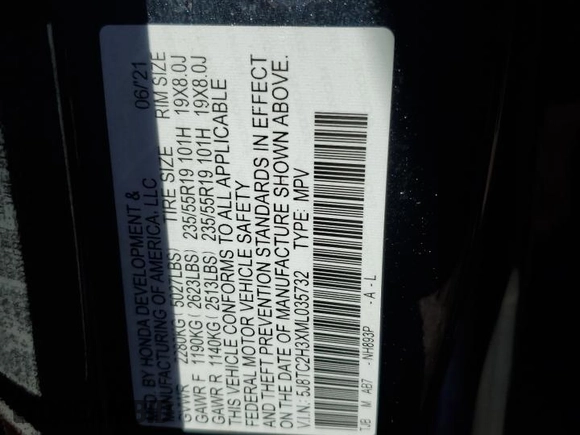 MFD BY HONDA DEVELOPMENT & 06/'21
MANUFACTURING OF AMERICA, LLC
GVWR 2280KG 5027LBS) TIRE SIZE RIM SIZE
GAWR F 1190KG ( 2623LBS) 235/55R19 101H 19X8.0J
GAWR R 1140KG ( 2513LBS) 235/55R19 101H 19X8.0J
THIS VEHICLE CONFORMS TO ALL APPLICABLE
FEDERAL MOTOR VEHICLE SAFETY
AND THEFT PREVENTION STANDARDS IN EFFECT
ON THE DATE OF MANUFACTURE SHOWN ABOVE.
V.I.N.: 5J8TC2H3XML035732 TYPE: MPV
TJB M AB7 -NH893P -A -L